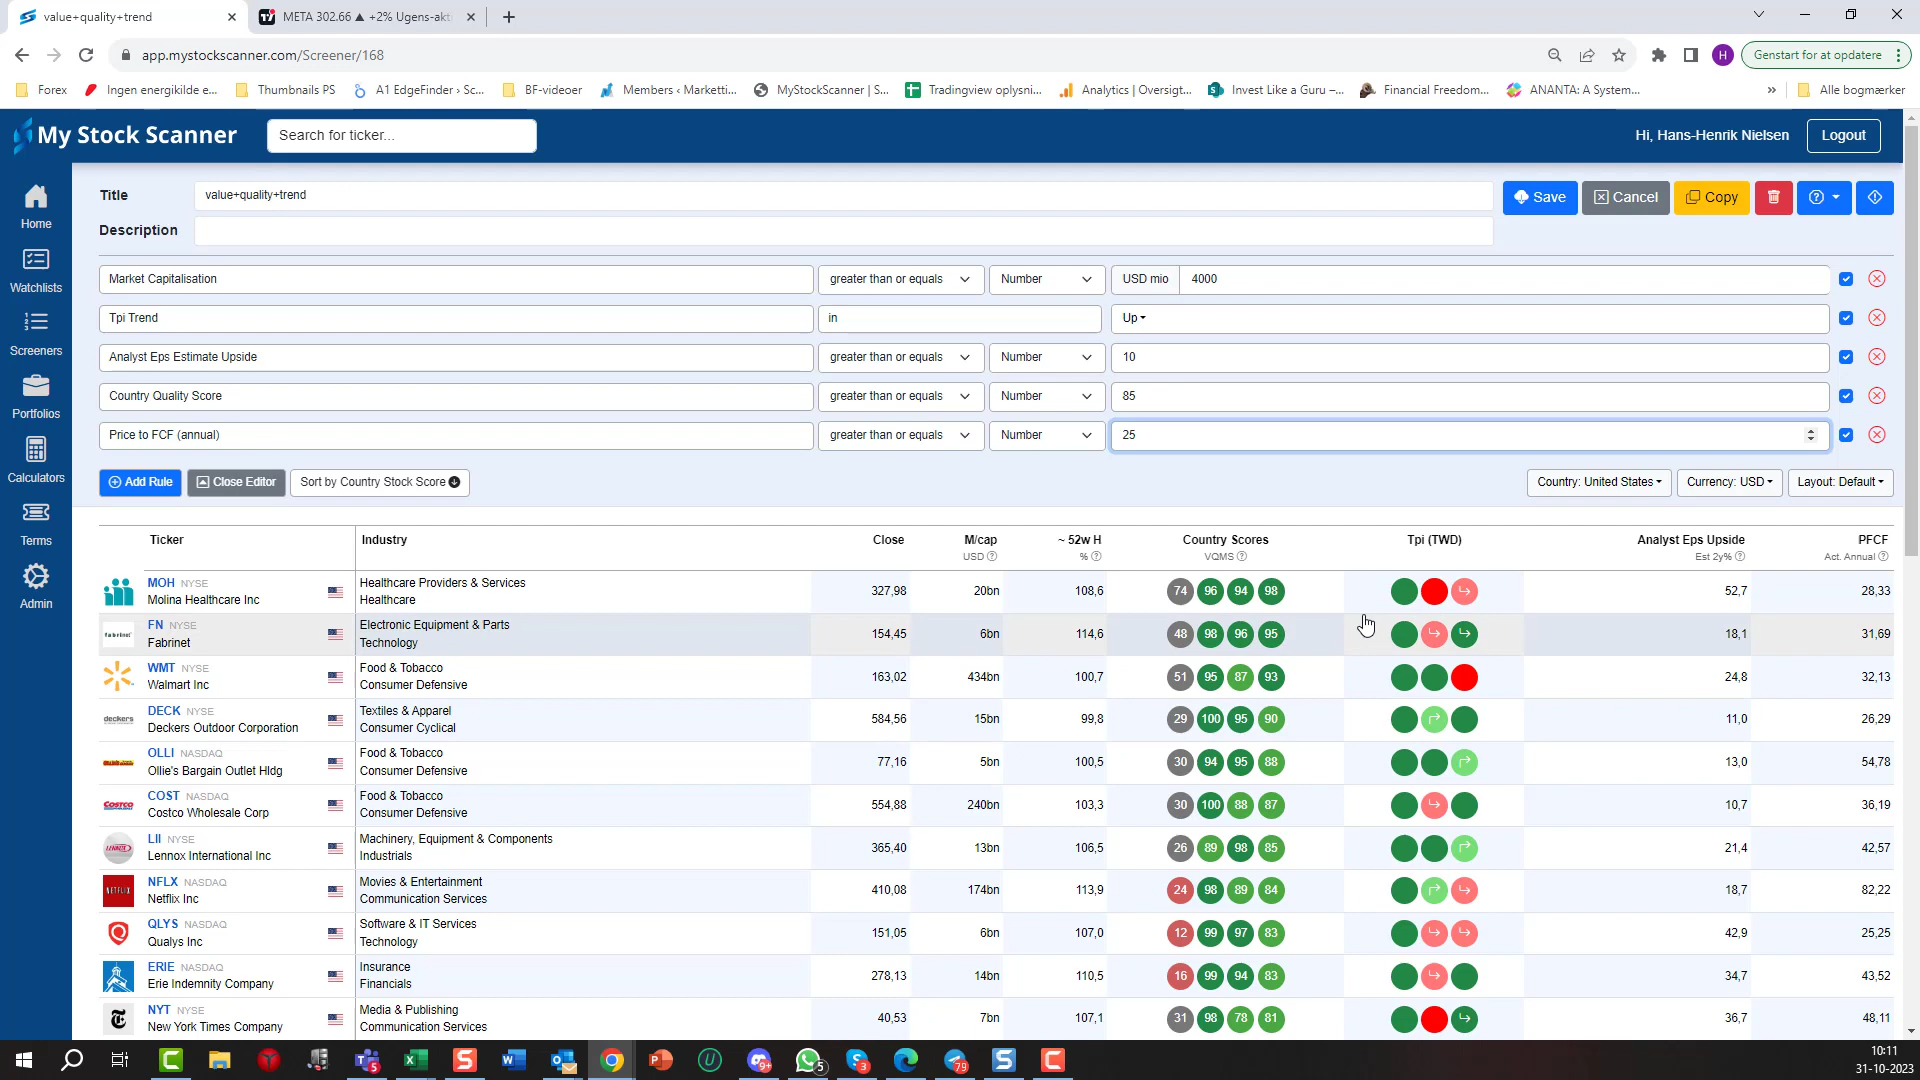 value+quality+trend
META 302.66 ▲ +2% Ugens-akt
app.mystockscanner.com/Screener/168
H
Genstart for at opdatere
Forex
Ingen energikilde e...
Thumbnails PS
A1 EdgeFinder › Sc...
BF-videoer
Members ‹ Marketti...
MyStockScanner | S...
Tradingview oplysni...
Analytics | Oversigt...
Invest Like a Guru –...
Financial Freedom...
ANANTA: A System...
»
Alle bogmærker
My Stock Scanner
Search for ticker...
Hi, Hans-Henrik Nielsen
Logout
Home
Watchlists
Screeners
Portfolios
Calculators
Terms
Admin
Title
value+quality+trend
Save
Cancel
Copy
Description
Market Capitalisation greater than or equals Number USD mio 4000
Tpi Trend in Up
Analyst Eps Estimate Upside greater than or equals Number 10
Country Quality Score greater than or equals Number 85
Price to FCF (annual) greater than or equals Number 25
Add Rule Close Editor Sort by Country Stock Score Country: United States Currency: USD Layout: Default
Ticker Industry Close M/cap ~ 52w H Country Scores Tpi (TWD) Analyst Eps Upside PFCF
USD % VQMS Est 2y% Act. Annual
MOH NYSE Healthcare Providers & Services
Molina Healthcare Inc Healthcare
327,98 20bn 108,6 74 96 94 98 52,7 28,33
FN NYSE Electronic Equipment & Parts
Fabrinet Technology
154,45 6bn 114,6 48 98 96 95 18,1 31,69
WMT NYSE Food & Tobacco
Walmart Inc Consumer Defensive
163,02 434bn 100,7 51 95 87 93 24,8 32,13
DECK NYSE Textiles & Apparel
Deckers Outdoor Corporation Consumer Cyclical
584,56 15bn 99,8 29 100 95 90 11,0 26,29
OLLI NASDAQ Food & Tobacco
Ollie's Bargain Outlet Hldg Consumer Defensive
77,16 5bn 100,5 30 94 95 88 13,0 54,78
COST NASDAQ Food & Tobacco
Costco Wholesale Corp Consumer Defensive
554,88 240bn 103,3 30 100 88 87 10,7 36,19
LII NYSE Machinery, Equipment & Components
Lennox International Inc Industrials
365,40 13bn 106,5 26 89 98 85 21,4 42,57
NFLX NASDAQ Movies & Entertainment
Netflix Inc Communication Services
410,08 174bn 113,9 24 98 89 84 18,7 82,22
QLYS NASDAQ Software & IT Services
Qualys Inc Technology
151,05 6bn 107,0 12 99 97 83 42,9 25,25
ERIE NASDAQ Insurance
Erie Indemnity Company Financials
278,13 14bn 110,5 16 99 94 83 34,7 43,52
NYT NYSE Media & Publishing
New York Times Company Communication Services
40,53 7bn 107,1 31 98 78 81 36,7 48,11
10:11
31-10-2023